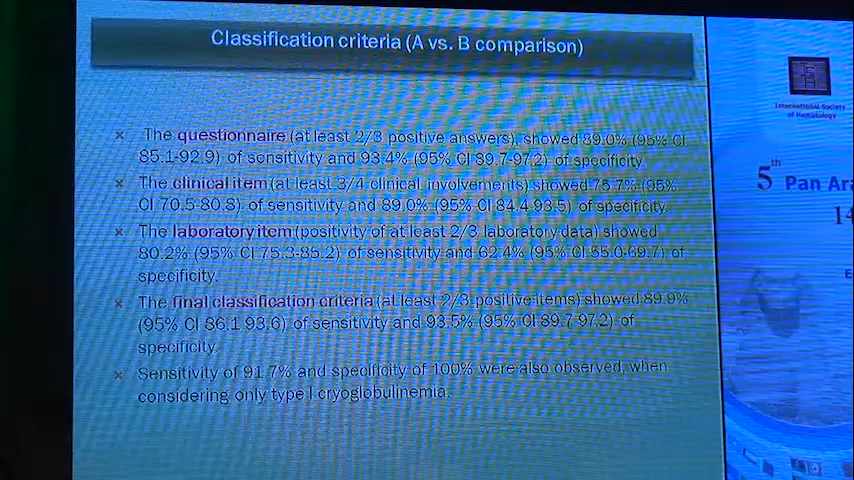 Classification criteria (A vs. B comparison)
The questionnaire (at least 2/3 positive answers), showed 89.0% (95% CI
85.1-92.9) of sensitivity and 93.4% (95% CI 89.7-97.2) of specificity.
The clinical item (at least 3/4 clinical involvements) showed 75.7% (95%
CI 70.5-80.8) of sensitivity and 89.0% (95% CI 84.4-93.5) of specificity.
The laboratory item (positivity of at least 2/3 laboratory data) showed
80.2% (95% CI 75.3-85.2) of sensitivity and 62.4% (95% CI 55.0-69.7) of
specificity.
The final classification criteria (at least 2/3 positive items) showed 89.9%
(95% CI 86.1 93.6) of sensitivity and 93.5% (95% CI 89.7 97.2) of
specificity.
Sensitivity of 91.7% and specificity of 100% were also observed, when
considering only type I cryoglobulinemia.
International Society
of Hematology
5th Pan Ara
14
E